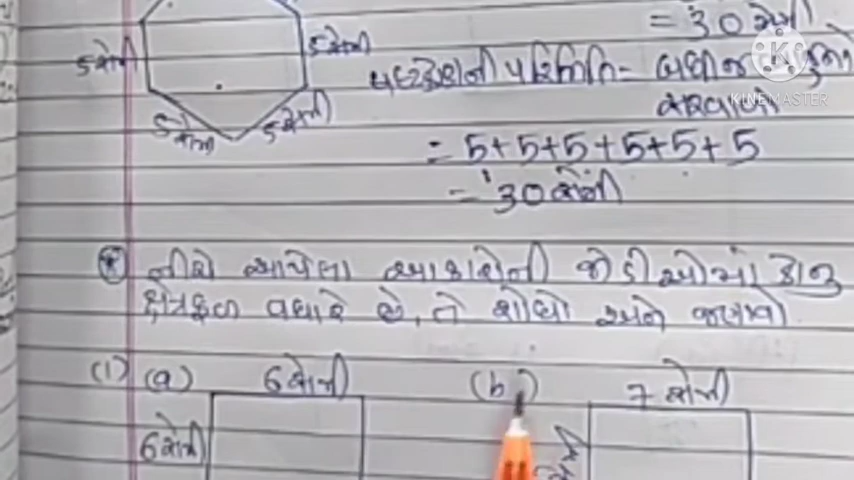 = 30 સેમી
5 સેમી
5 સેમી
ષટ્કોણની પરિમિતિ = બધી જ બાજુનો
સરવાળો
5 સેમી
5 સેમી
= 5+5+5+5+5+5
= 30 સેમી
* નીચે આપેલા આકારોની જોડીઓમાં કોનું
ક્ષેત્રફળ વધારે છે, તે શોધો અને જણાવો.
(1) (a) 6 સેમી (b) 7 સેમી
6 સેમી સેમી
KINEMASTER